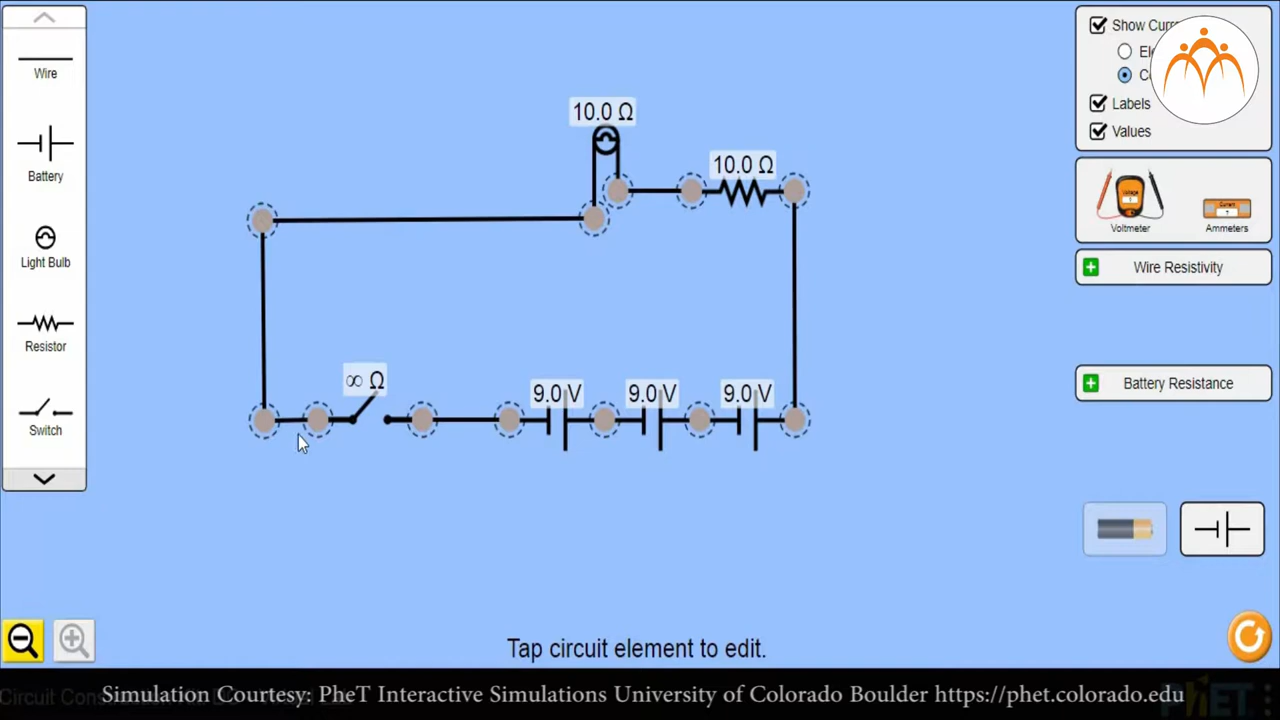 Wire
Battery
Light Bulb
Resistor
Switch
10.0 Ω
10.0 Ω
∞ Ω
9.0 V
9.0 V
9.0 V
Show
Labels
Values
Voltage
Current
Voltmeter
Ammeters
Wire Resistivity
Battery Resistance
Tap circuit element to edit.
Simulation Courtesy: PheT Interactive Simulations University of Colorado Boulder https://phet.colorado.edu